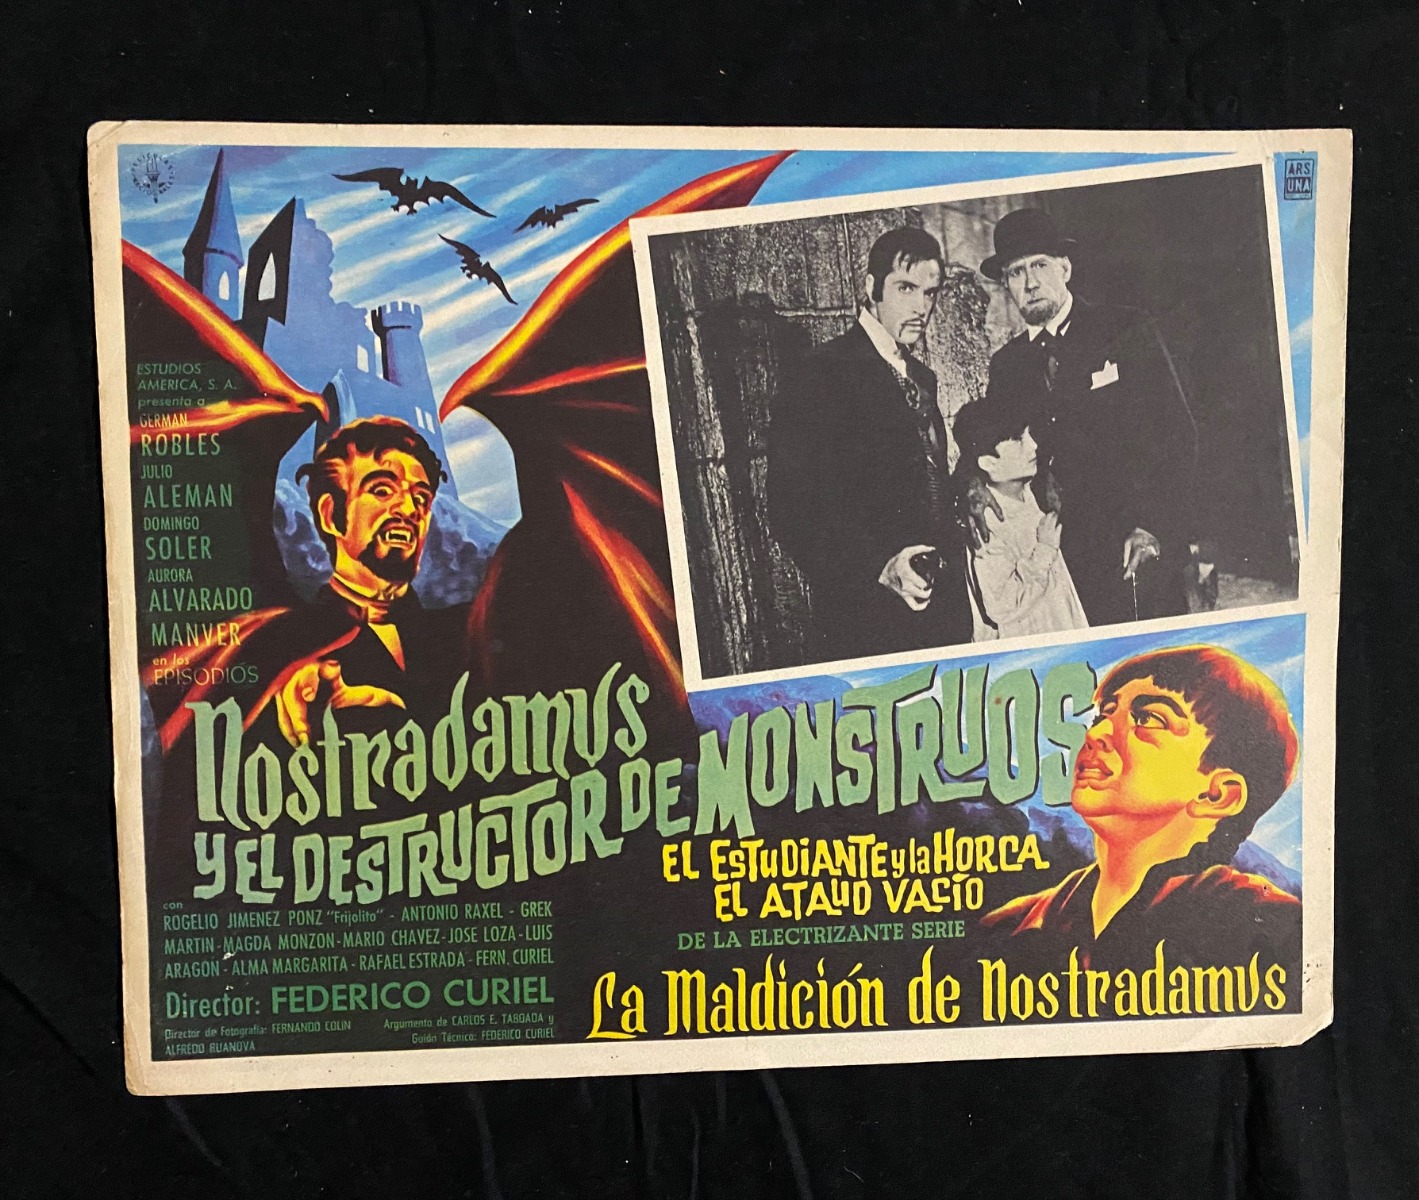 ARS
UNA
ESTUDIOS
AMERICA, S. A.
presenta a
GERMAN
ROBLES
JULIO
ALEMAN
DOMINGO
SOLER
AURORA
ALVARADO
MANVER
en los
EPISODIOS
Nostradamus
Y EL DESTRUCTOR DE MONSTRUOS
EL ESTUDIANTE y la HORCA
EL ATAUD VACÍO
DE LA ELECTRIZANTE SERIE
La Maldición de Nostradamus
con
ROGELIO JIMENEZ PONZ "Frijolito" - ANTONIO RAXEL - GREK
MARTIN - MAGDA MONZON - MARIO CHAVEZ - JOSE LOZA - LUIS
ARAGON - ALMA MARGARITA - RAFAEL ESTRADA - FERN. CURIEL
Director: FEDERICO CURIEL
Director de Fotografía: FERNANDO COLIN
Argumento de CARLOS E. TABOADA y
ALFREDO RUANOVA
Guión Técnico: FEDERICO CURIEL